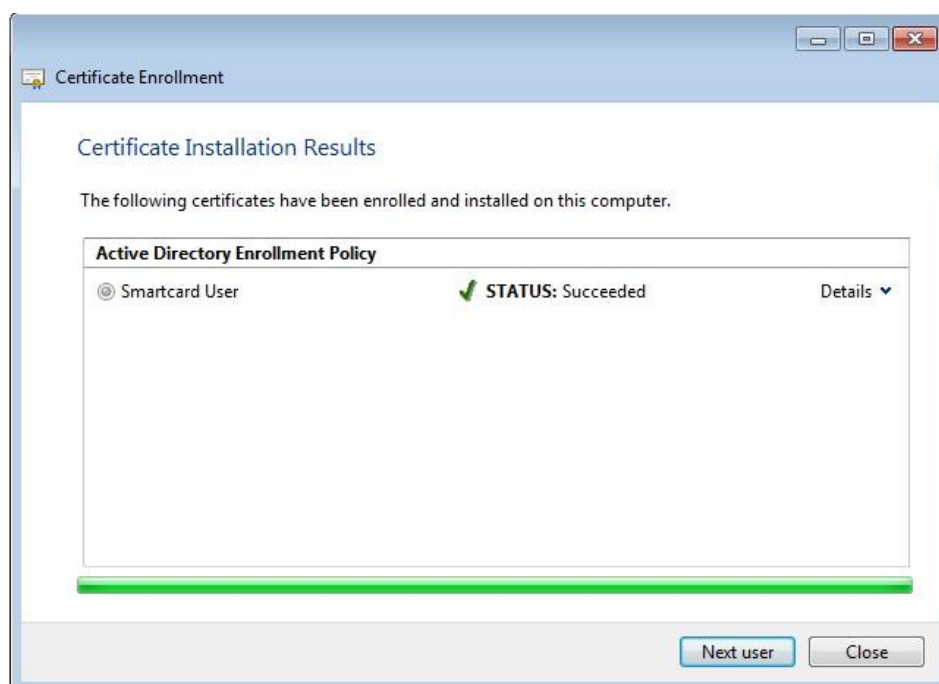 Certificate Enrollment
Certificate Installation Results
The following certificates have been enrolled and installed on this computer.
Active Directory Enrollment Policy
Smartcard User STATUS: Succeeded Details
Next user Close